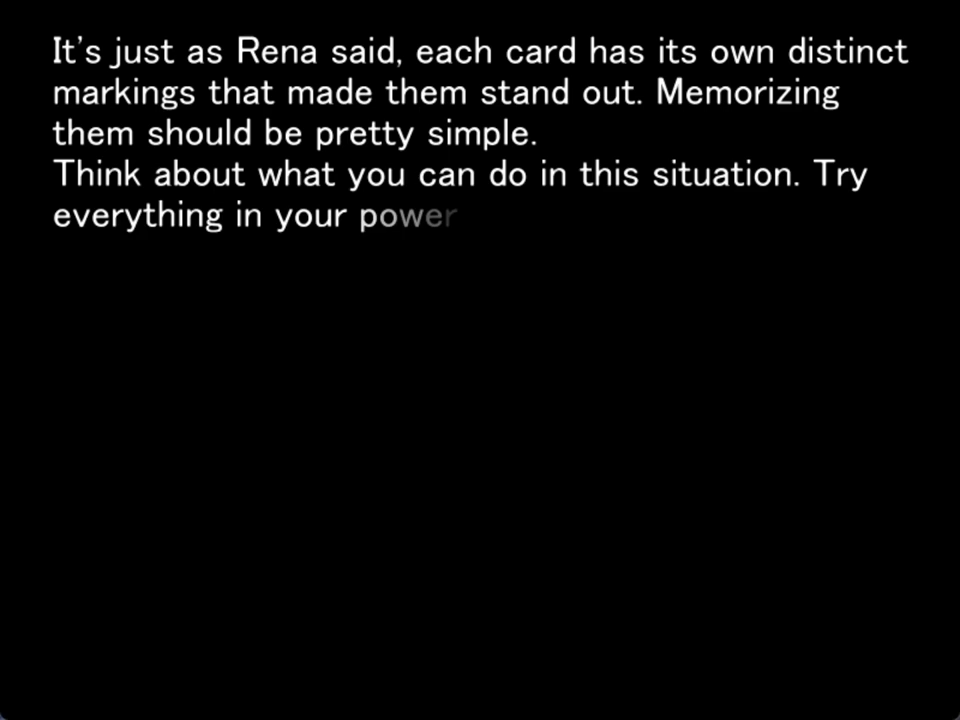 It's just as Rena said, each card has its own distinct
markings that made them stand out. Memorizing
them should be pretty simple.
Think about what you can do in this situation. Try
everything in your power